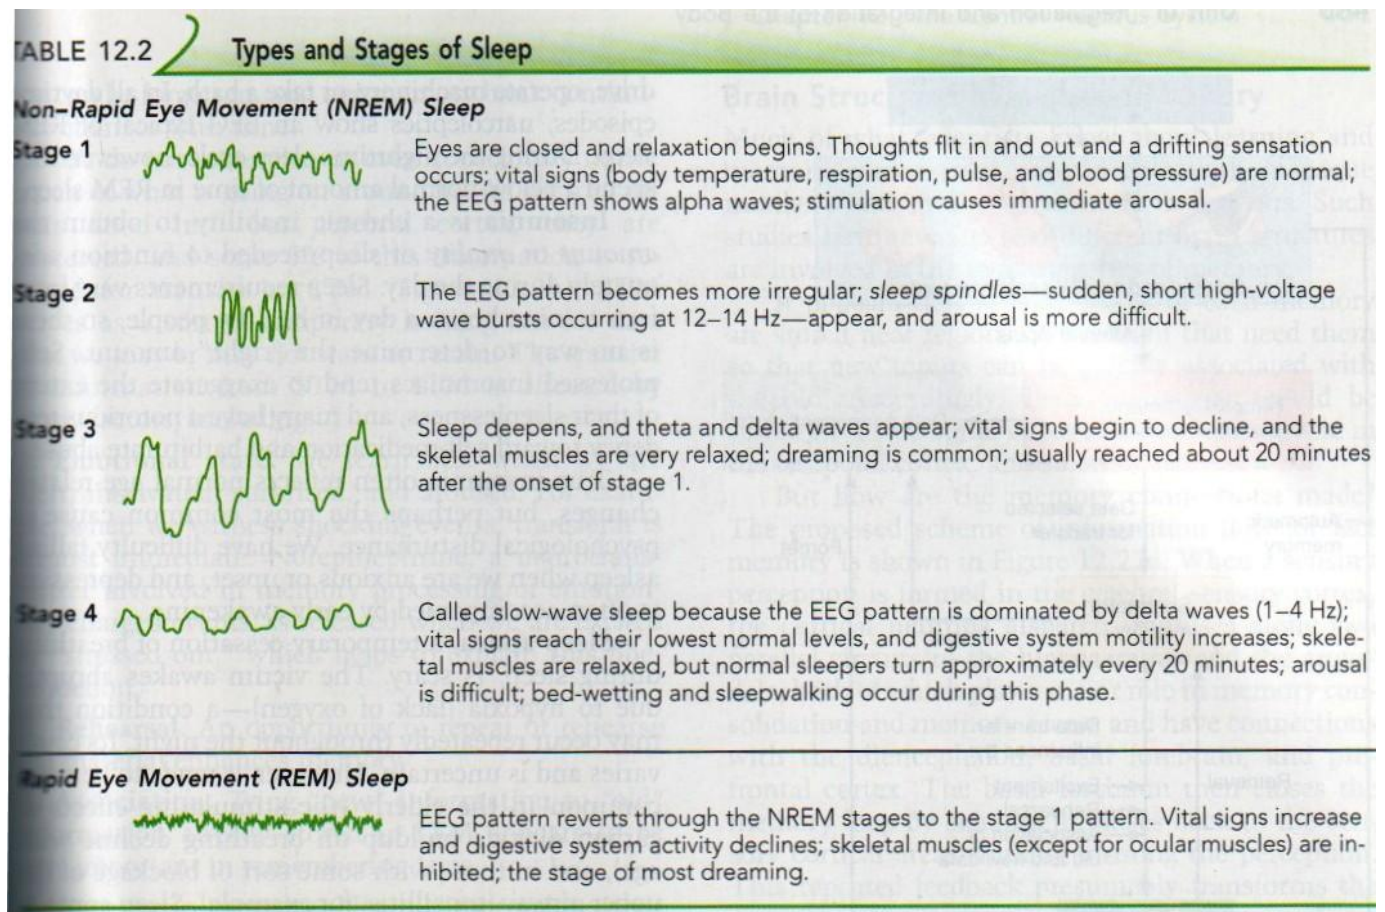 TABLE 12.2 Types and Stages of Sleep
Non–Rapid Eye Movement (NREM) Sleep
Stage 1 Eyes are closed and relaxation begins. Thoughts flit in and out and a drifting sensation
occurs; vital signs (body temperature, respiration, pulse, and blood pressure) are normal;
the EEG pattern shows alpha waves; stimulation causes immediate arousal.
Stage 2 The EEG pattern becomes more irregular; sleep spindles—sudden, short high-voltage
wave bursts occurring at 12–14 Hz—appear, and arousal is more difficult.
Stage 3 Sleep deepens, and theta and delta waves appear; vital signs begin to decline, and the
skeletal muscles are very relaxed; dreaming is common; usually reached about 20 minutes
after the onset of stage 1.
Stage 4 Called slow-wave sleep because the EEG pattern is dominated by delta waves (1–4 Hz);
vital signs reach their lowest normal levels, and digestive system motility increases; skele-
tal muscles are relaxed, but normal sleepers turn approximately every 20 minutes; arousal
is difficult; bed-wetting and sleepwalking occur during this phase.
Rapid Eye Movement (REM) Sleep
EEG pattern reverts through the NREM stages to the stage 1 pattern. Vital signs increase
and digestive system activity declines; skeletal muscles (except for ocular muscles) are in-
hibited; the stage of most dreaming.